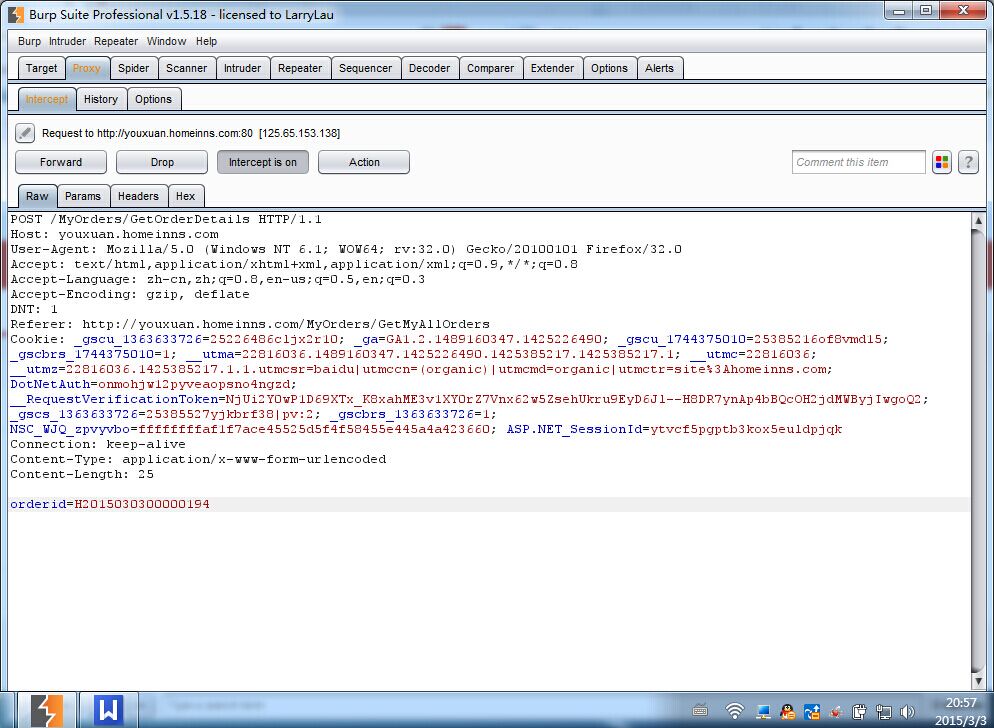 Burp Suite Professional v1.5.18 - licensed to LarryLau
Burp Intruder Repeater Window Help
Target Proxy Spider Scanner Intruder Repeater Sequencer Decoder Comparer Extender Options Alerts
Intercept History Options
Request to http://youxuan.homeinns.com:80 [125.65.153.138]
Forward Drop Intercept is on Action Comment this item ?
Raw Params Headers Hex
POST /MyOrders/GetOrderDetails HTTP/1.1
Host: youxuan.homeinns.com
User-Agent: Mozilla/5.0 (Windows NT 6.1; WOW64; rv:32.0) Gecko/20100101 Firefox/32.0
Accept: text/html,application/xhtml+xml,application/xml;q=0.9,*/*;q=0.8
Accept-Language: zh-cn,zh;q=0.8,en-us;q=0.5,en;q=0.3
Accept-Encoding: gzip, deflate
DNT: 1
Referer: http://youxuan.homeinns.com/MyOrders/GetMyAllOrders
Cookie: _gscu_1363633726=25226486c1jx2r10; _ga=GA1.2.1489160347.1425226490; _gscu_1744375010=25385216of8vmd15;
_gscbrs_1744375010=1; __utma=22816036.1489160347.1425226490.1425385217.1425385217.1; __utmc=22816036;
__utmz=22816036.1425385217.1.1.utmcsr=baidu|utmccn=(organic)|utmcmd=organic|utmctr=site%3Ahomeinns.com;
DotNetAuth=onmohjw12pyveaopsno4ngzd;
__RequestVerificationToken=NjUi2YOwP1D69XTx_K8xahME3v1XYOrZ7Vnx62w5ZsehUkru9EyD6J1--H8DR7ynAp4bBQcOH2jdMWByjIwgoQ2;
_gscs_1363633726=25385527yjkbrf38|pv:2; _gscbrs_1363633726=1;
NSC_WJQ_zpvyvbo=ffffffffaf1f7ace45525d5f4f58455e445a4a423660; ASP.NET_SessionId=ytvcf5pgptb3kox5euldpjqk
Connection: keep-alive
Content-Type: application/x-www-form-urlencoded
Content-Length: 25
orderid=H2015030300000194
20:57
2015/3/3